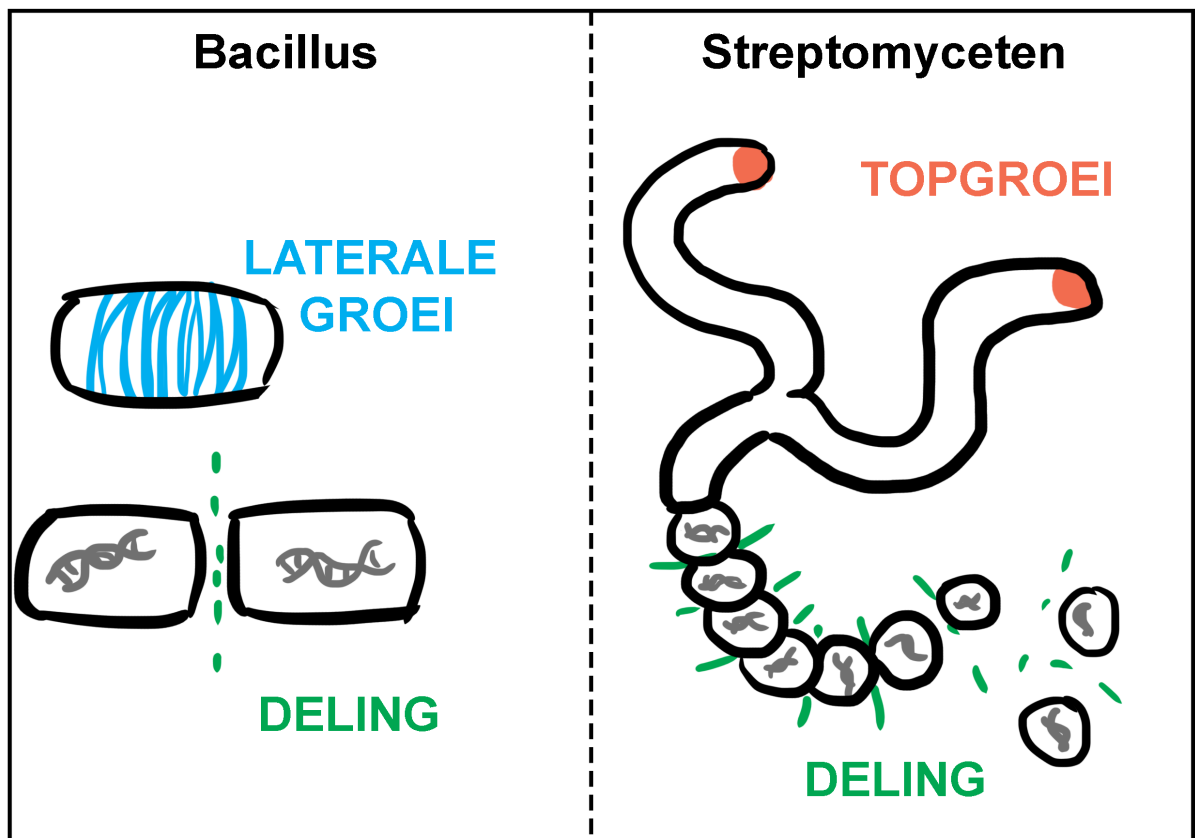 Bacillus
LATERALE
GROEI
DELING
Streptomyceten
TOPGROEI
DELING